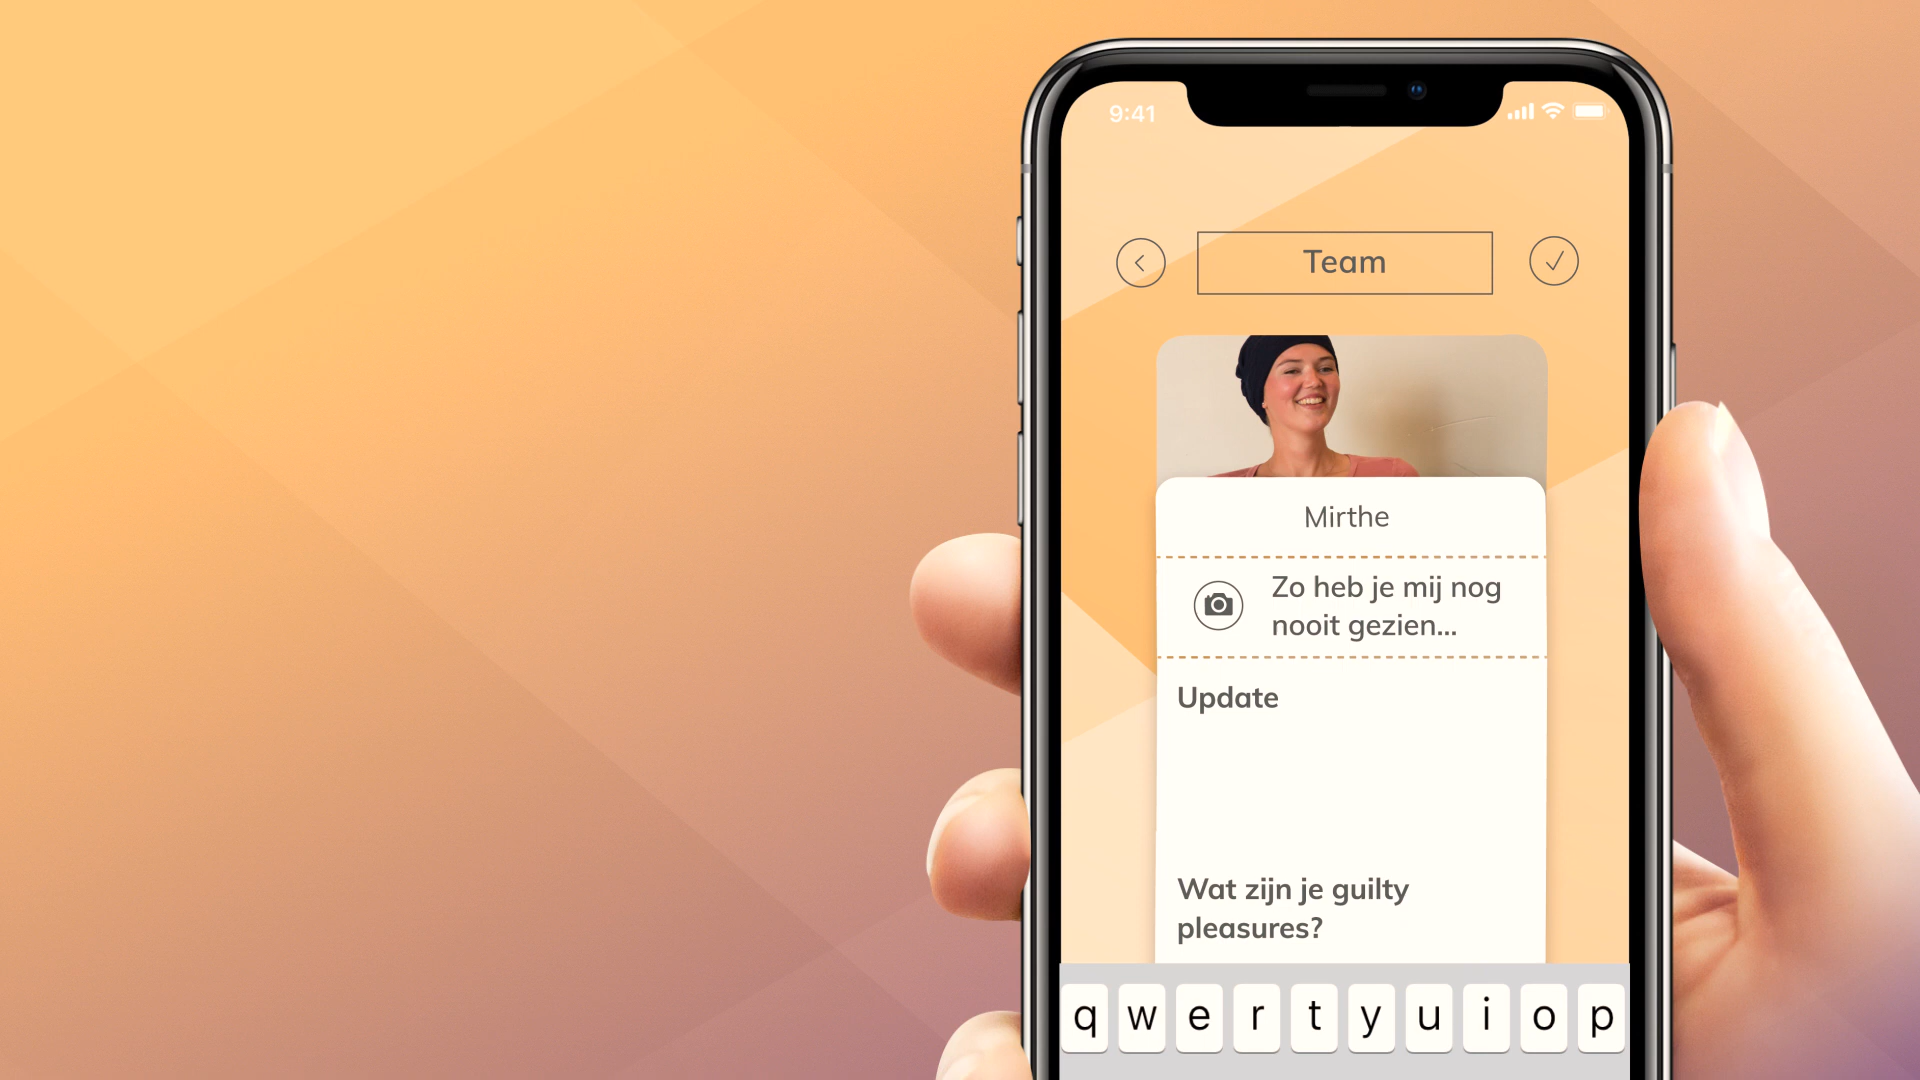 9:41
Team
Mirthe
Zo heb je mij nog
nooit gezien...
Update
Wat zijn je guilty
pleasures?
q w e r t y u i o p